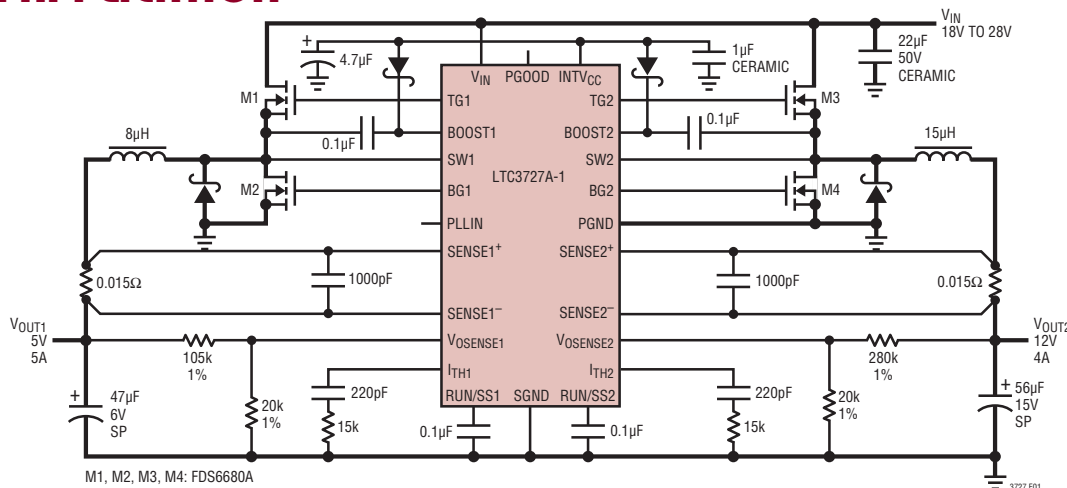 VIN
18V TO 28V
+
4.7µF
1µF
CERAMIC
22µF
50V
CERAMIC
VIN
PGOOD
INTVCC
M1
TG1
TG2
M3
8µH
0.1µF
BOOST1
BOOST2
0.1µF
15µH
SW1
SW2
LTC3727A-1
M2
BG1
BG2
M4
PLLIN
PGND
SENSE1+
SENSE2+
0.015Ω
1000pF
1000pF
0.015Ω
SENSE1–
SENSE2–
VOUT1
5V
5A
VOSENSE1
VOSENSE2
VOUT2
12V
4A
105k
1%
280k
1%
ITH1
ITH2
+
47µF
6V
SP
20k
1%
220pF
15k
RUN/SS1
SGND
RUN/SS2
0.1µF
0.1µF
220pF
15k
20k
1%
+
56µF
15V
SP
M1, M2, M3, M4: FDS6680A
3727 F01